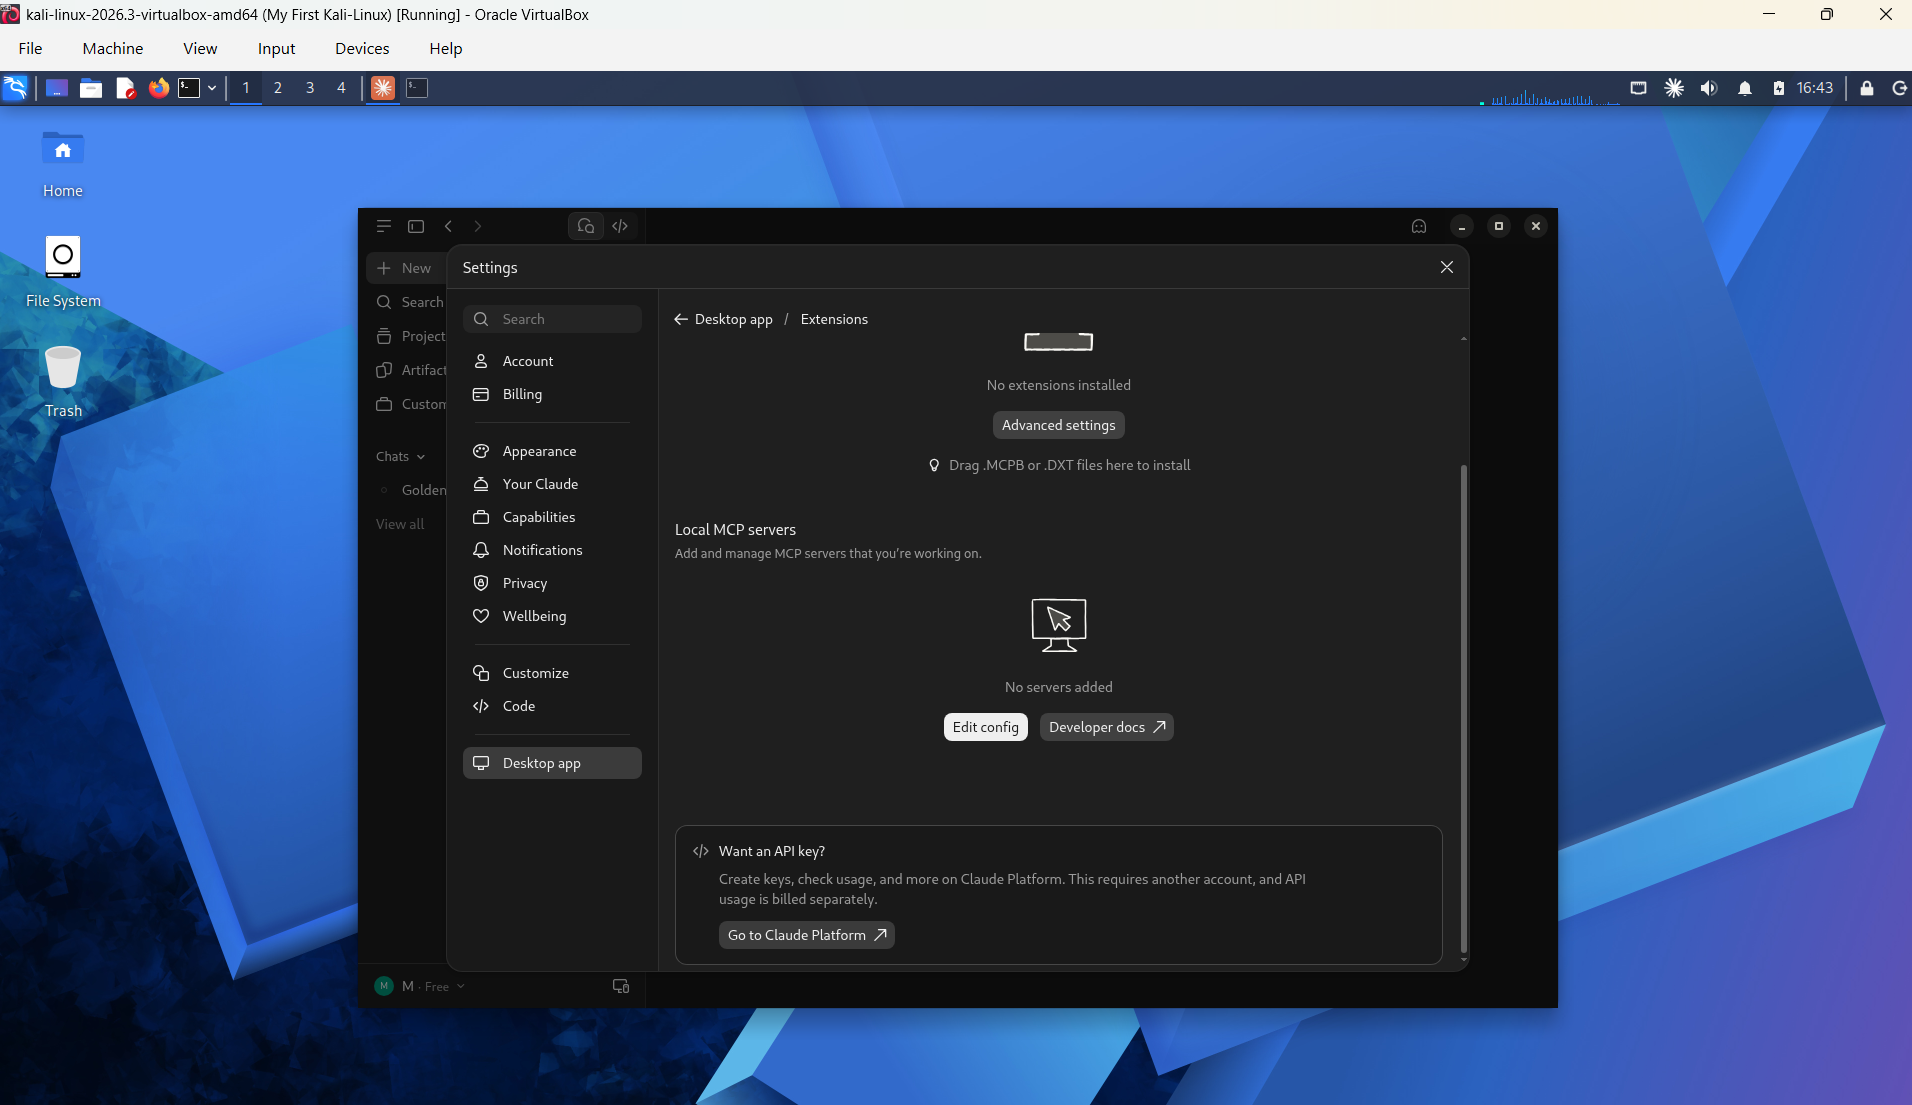 kali-linux-2026.3-virtualbox-amd64 (My First Kali-Linux) [Running] - Oracle VirtualBox
File Machine View Input Devices Help
1 2 3 4 16:43
Home
File System
Trash
New
Search
Project
Artifact
Custom
Chats
Golden
View all
M · Free
Settings
Search
Account
Billing
Appearance
Your Claude
Capabilities
Notifications
Privacy
Wellbeing
Customize
Code
Desktop app
Desktop app / Extensions
No extensions installed
Advanced settings
Drag .MCPB or .DXT files here to install
Local MCP servers
Add and manage MCP servers that you're working on.
No servers added
Edit config Developer docs
Want an API key?
Create keys, check usage, and more on Claude Platform. This requires another account, and API
usage is billed separately.
Go to Claude Platform
M